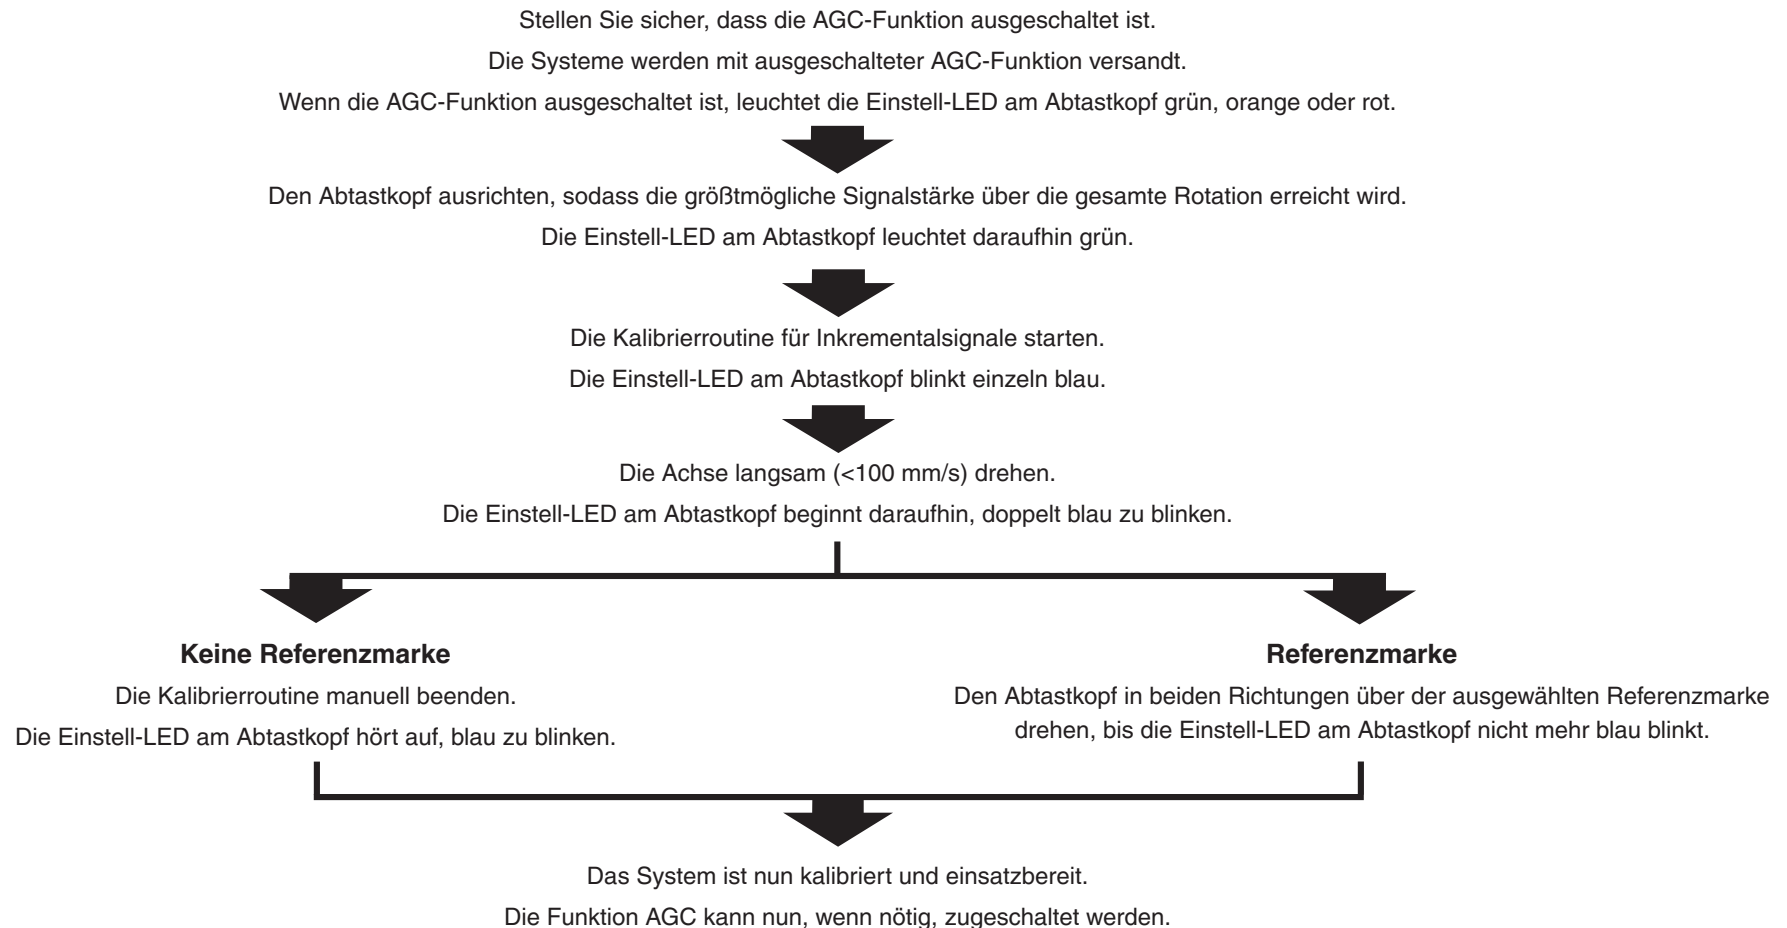 Stellen Sie sicher, dass die AGC-Funktion ausgeschaltet ist.
Die Systeme werden mit ausgeschalteter AGC-Funktion versandt.
Wenn die AGC-Funktion ausgeschaltet ist, leuchtet die Einstell-LED am Abtastkopf grün, orange oder rot.
Den Abtastkopf ausrichten, sodass die größtmögliche Signalstärke über die gesamte Rotation erreicht wird.
Die Einstell-LED am Abtastkopf leuchtet daraufhin grün.
Die Kalibrierroutine für Inkrementalsignale starten.
Die Einstell-LED am Abtastkopf blinkt einzeln blau.
Die Achse langsam (<100 mm/s) drehen.
Die Einstell-LED am Abtastkopf beginnt daraufhin, doppelt blau zu blinken.
Keine Referenzmarke
Die Kalibrierroutine manuell beenden.
Die Einstell-LED am Abtastkopf hört auf, blau zu blinken.
Referenzmarke
Den Abtastkopf in beiden Richtungen über der ausgewählten Referenzmarke
drehen, bis die Einstell-LED am Abtastkopf nicht mehr blau blinkt.
Das System ist nun kalibriert und einsatzbereit.
Die Funktion AGC kann nun, wenn nötig, zugeschaltet werden.